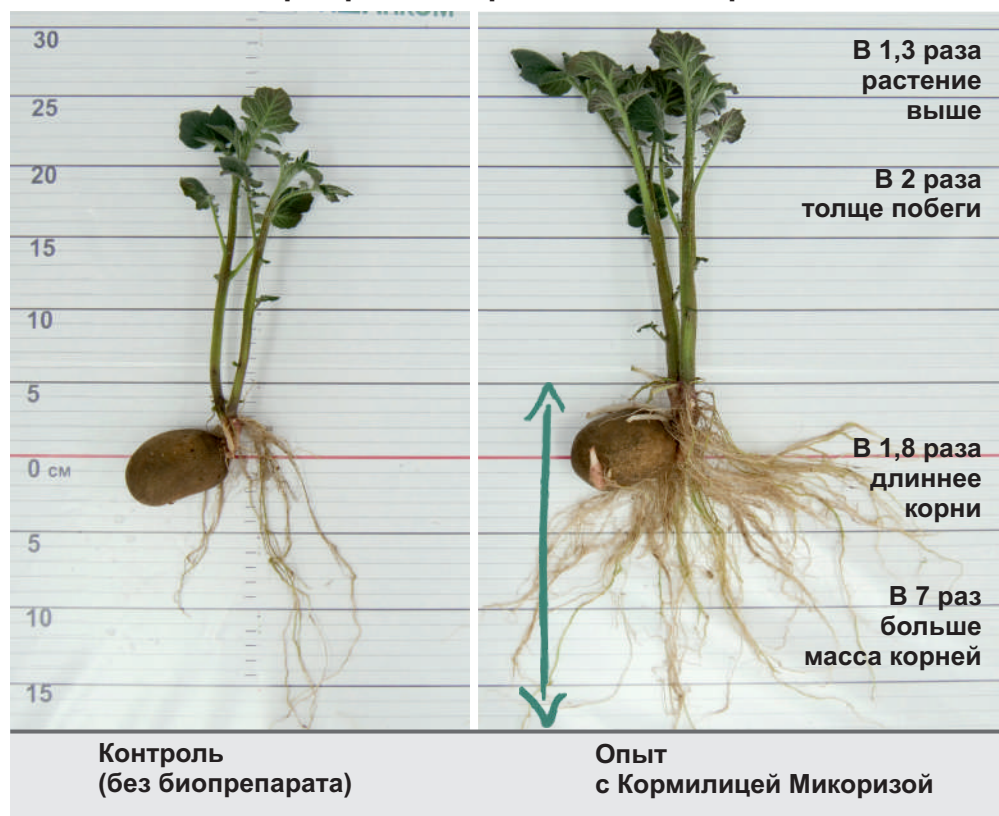 30
25
20
15
10
5
0 см
5
10
15
В 1,3 раза
растение
выше
В 2 раза
толще побеги
В 1,8 раза
длиннее
корни
В 7 раз
больше
масса корней
Контроль
(без биопрепарата)
Опыт
с Кормилицей Микоризой